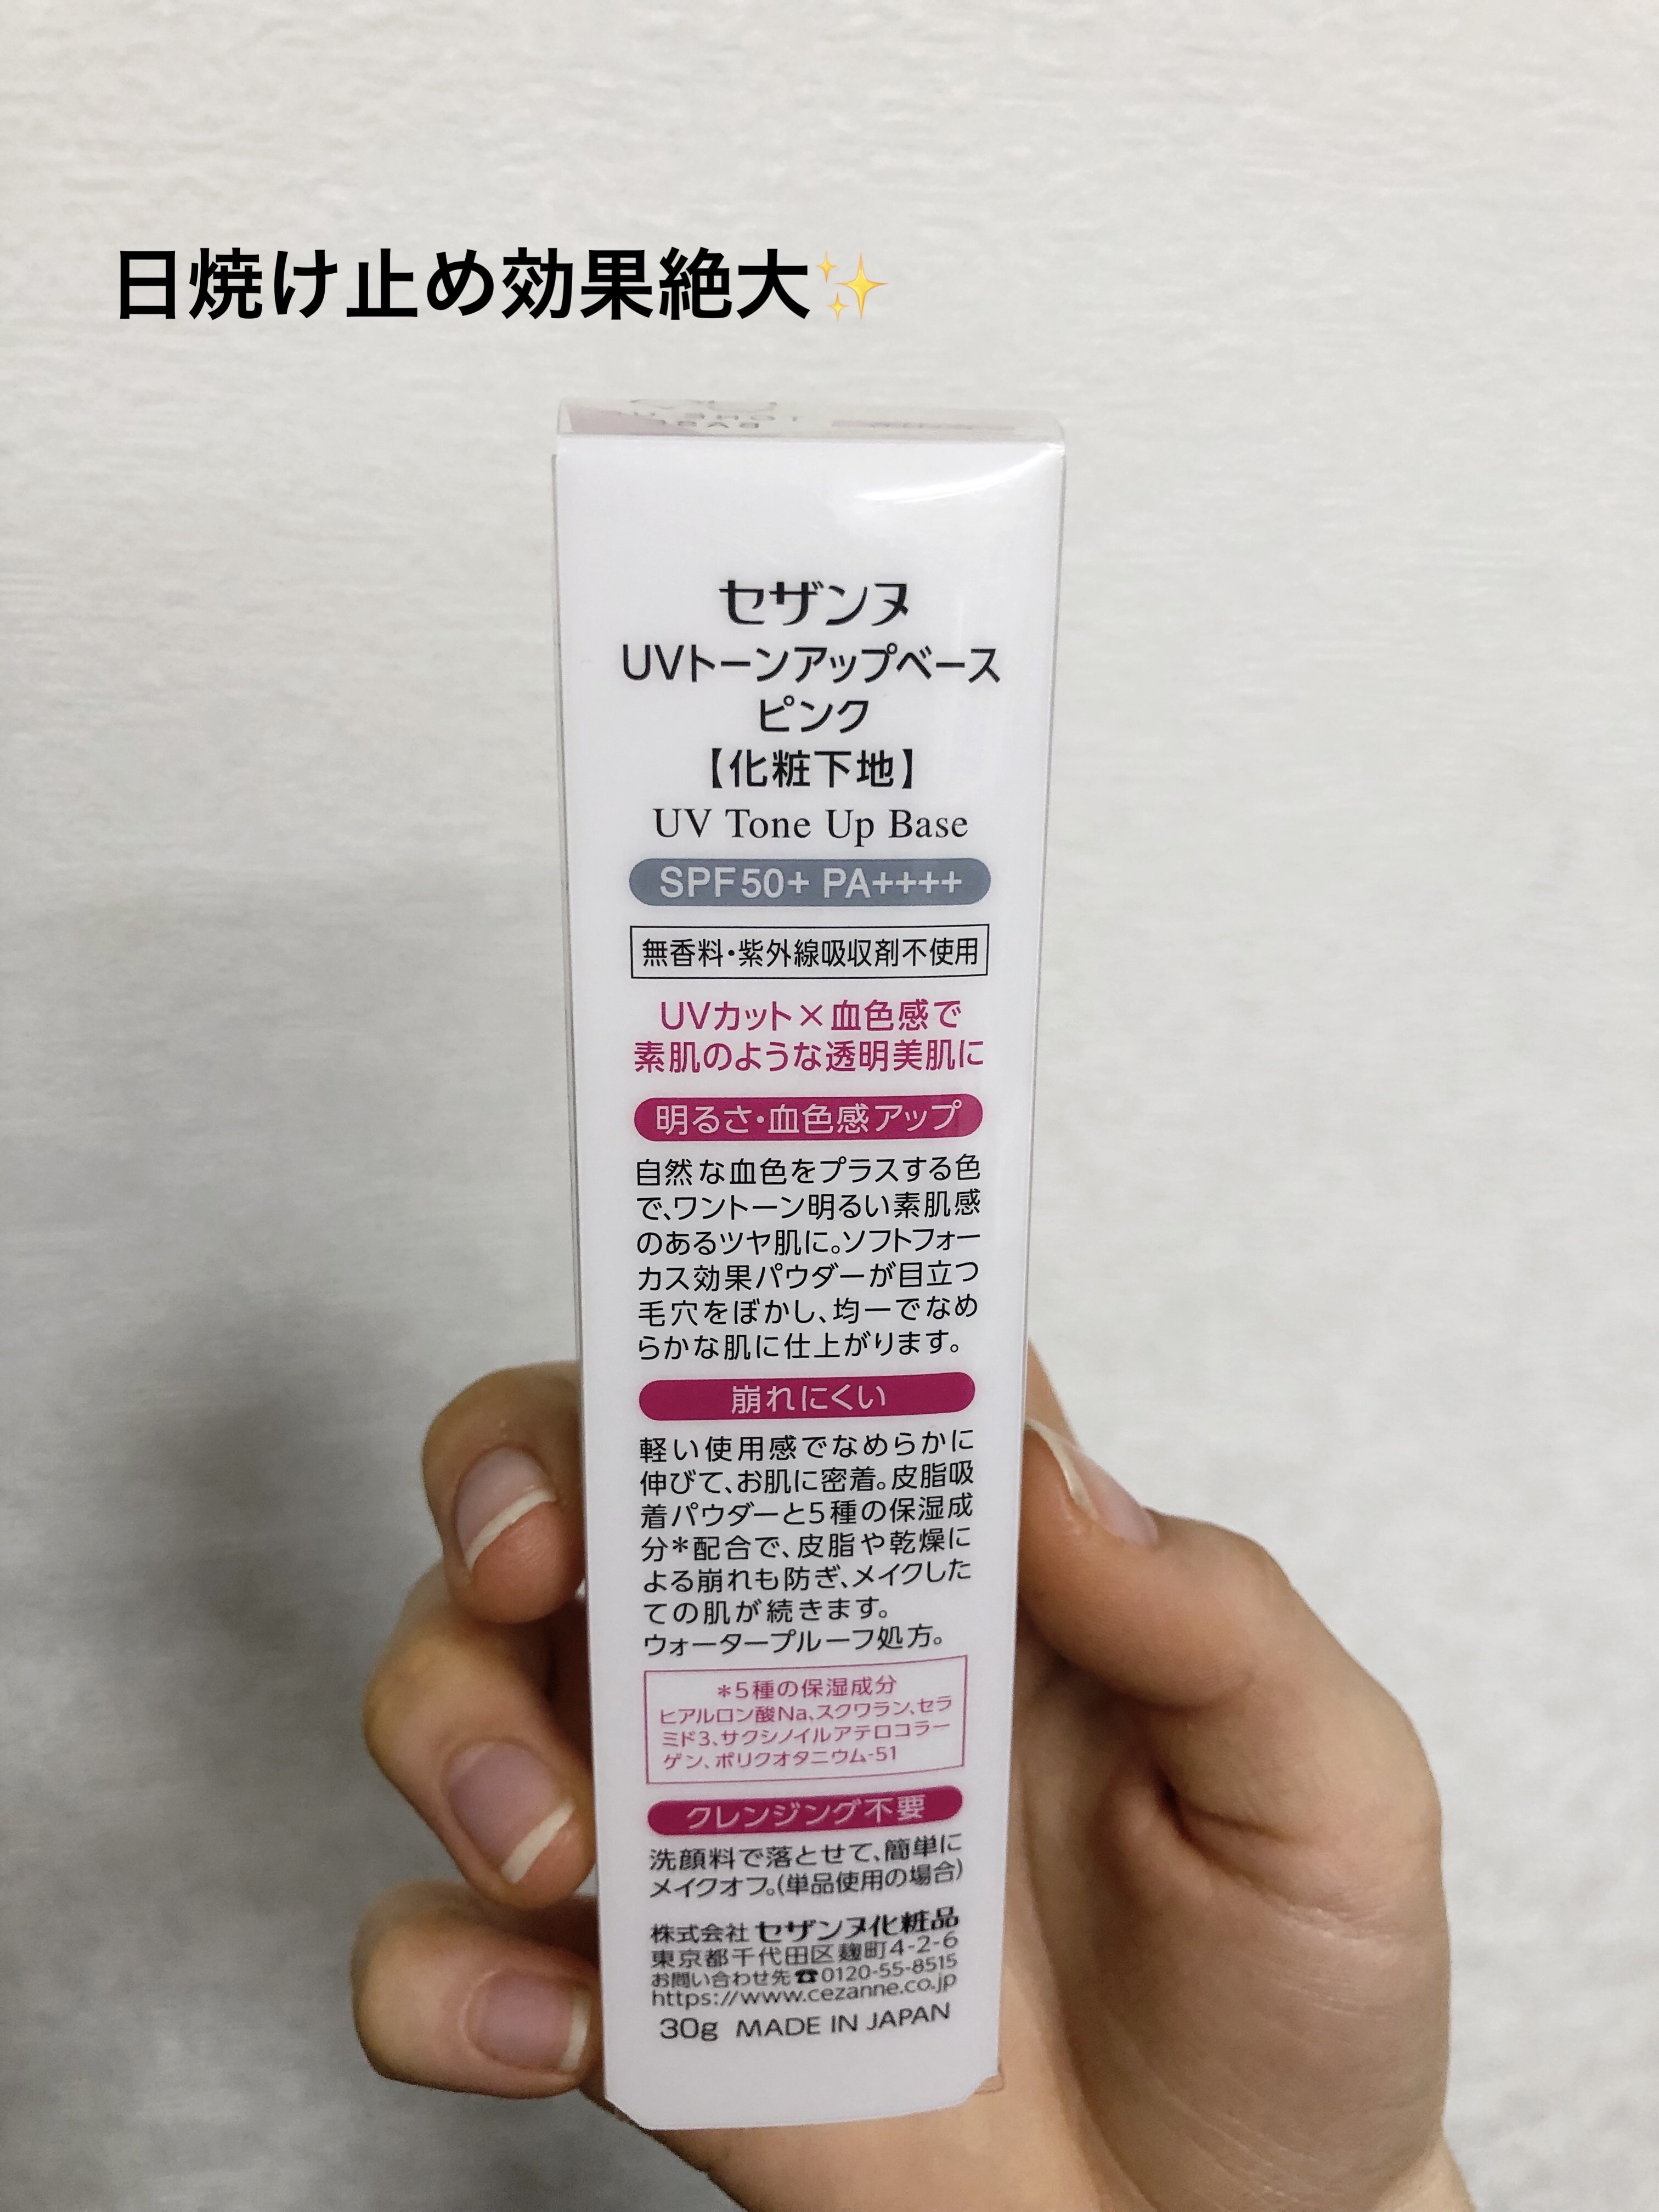 日焼け止め効果絶大✨
セザンヌ
UVトーンアップベース
ピンク
【化粧下地】
UV Tone Up Base
SPF50+ PA++++
無香料・紫外線吸収剤不使用
UVカット×血色感で
素肌のような透明美肌に
明るさ・血色感アップ
自然な血色をプラスする色
で、ワントーン明るい素肌感
のあるツヤ肌に。ソフトフォー
カス効果パウダーが目立つ
毛穴をぼかし、均一でなめ
らかな肌に仕上がります。
崩れにくい
軽い使用感でなめらかに
伸びて、お肌に密着。皮脂吸
着パウダーと5種の保湿成
分*配合で、皮脂や乾燥に
よる崩れも防ぎ、メイクした
ての肌が続きます。
ウォータープルーフ処方。
*5種の保湿成分
ヒアルロン酸Na、スクワラン、セラ
ミド3、サクシノイルアテロコラー
ゲン、ポリクオタニウム-51
クレンジング不要
洗顔料で落とせて、簡単に
メイクオフ。(単品使用の場合)
株式会社 セザンヌ化粧品
東京都千代田区麹町4-2-6
お問い合わせ先☎0120-55-8515
https://www.cezanne.co.jp
30g MADE IN JAPAN